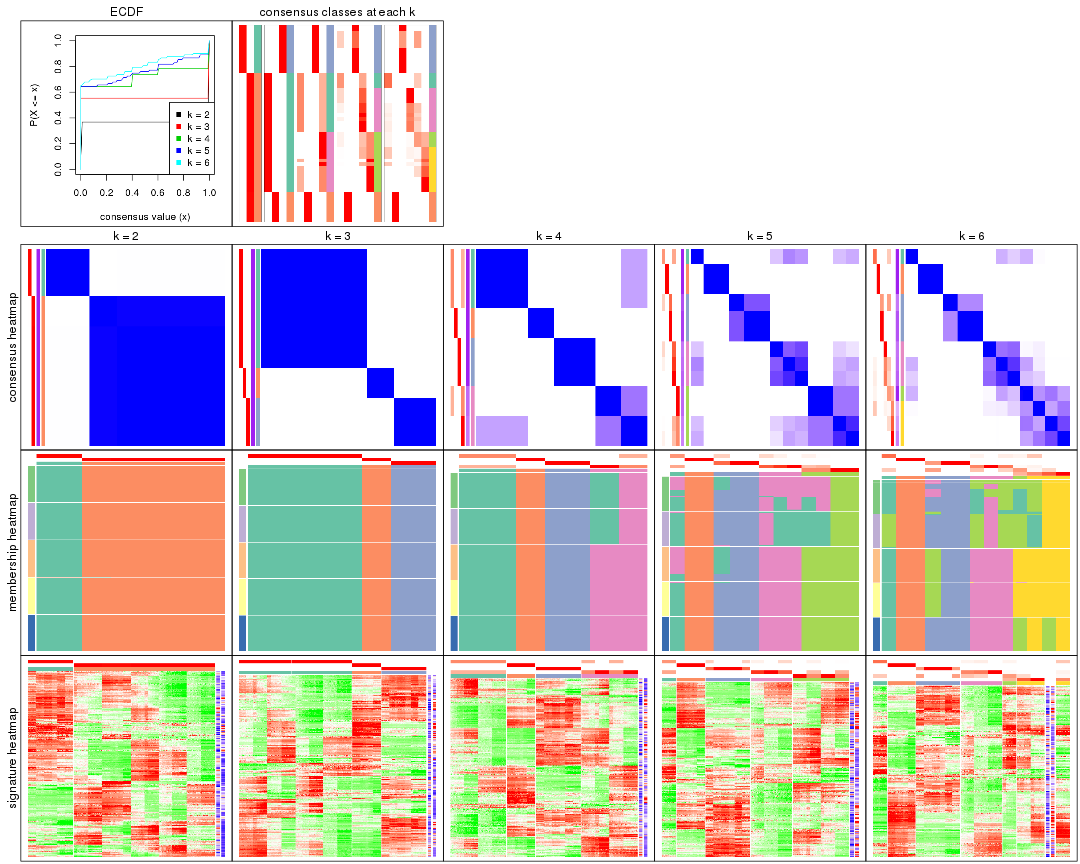 ECDF
consensus classes at each k
P(X <= x)
0.0 0.2 0.4 0.6 0.8 1.0
k = 2
k = 3
k = 4
k = 5
k = 6
0.0 0.2 0.4 0.6 0.8 1.0
consensus value (x)
k = 2
k = 3
k = 4
k = 5
k = 6
consensus heatmap
membership heatmap
signature heatmap